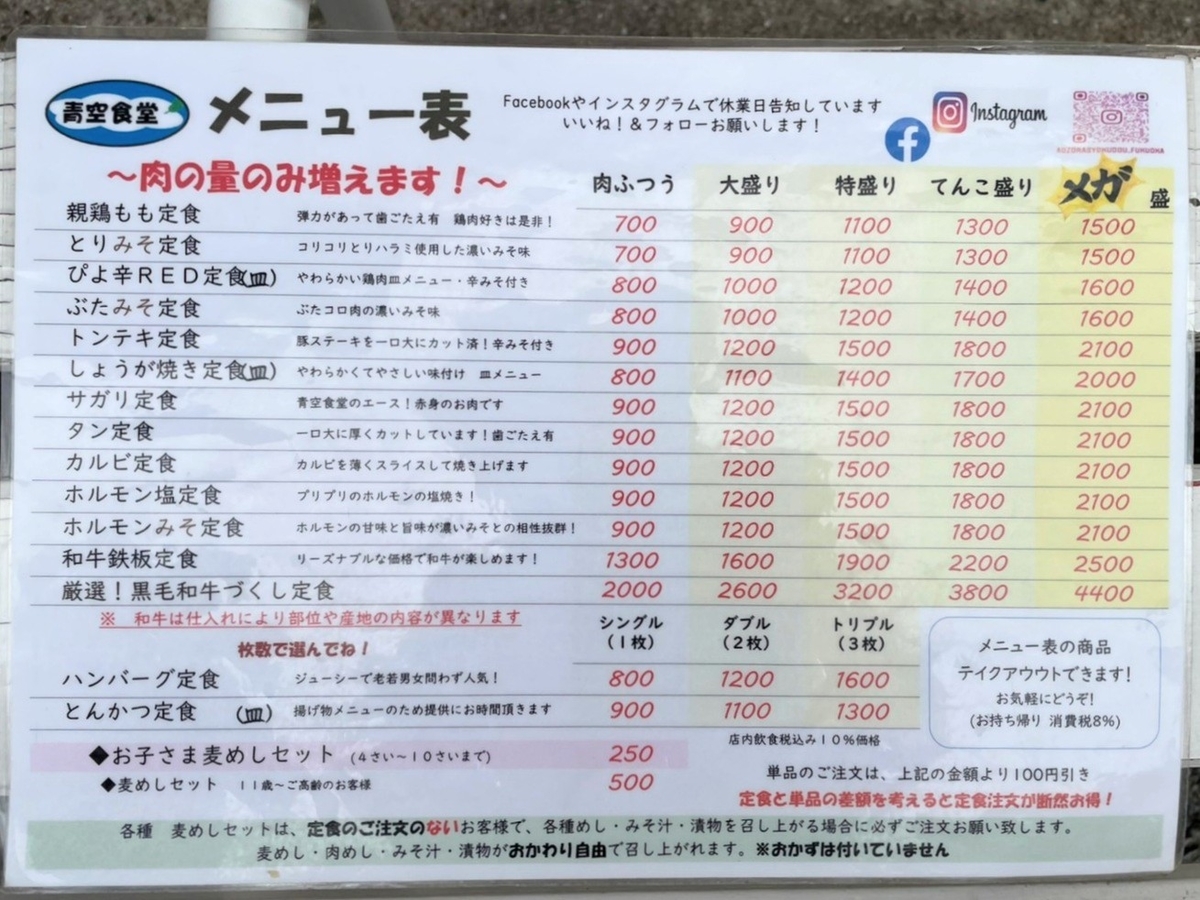 青空食堂
メニュー表
Facebookやインスタグラムで休業日告知しています
いいね！＆フォローお願いします！
Instagram
～肉の量のみ増えます！～
肉ふつう 大盛り 特盛り てんこ盛り メガ盛
親鶏もも定食 弾力があって歯ごたえ有 鶏肉好きは是非！ 700 900 1100 1300 1500
とりみそ定食 コリコリとりハラミ使用した濃いみそ味 700 900 1100 1300 1500
ぴよ辛RED定食(皿) やわらかい鶏肉皿メニュー・辛みそ付き 800 1000 1200 1400 1600
ぶたみそ定食 ぶたコロ肉の濃いみそ味 800 1000 1200 1400 1600
トンテキ定食 豚ステーキを一口大にカット済！辛みそ付き 900 1200 1500 1800 2100
しょうが焼き定食(皿) やわらかくてやさしい味付け 皿メニュー 800 1100 1400 1700 2000
サガリ定食 青空食堂のエース！赤身のお肉です 900 1200 1500 1800 2100
タン定食 一口大に厚くカットしています！歯ごたえ有 900 1200 1500 1800 2100
カルビ定食 カルビを薄くスライスして焼き上げます 900 1200 1500 1800 2100
ホルモン塩定食 プリプリのホルモンの塩焼き！ 900 1200 1500 1800 2100
ホルモンみそ定食 ホルモンの甘味と旨味が濃いみそとの相性抜群！ 900 1200 1500 1800 2100
和牛鉄板定食 リーズナブルな価格で和牛が楽しめます！ 1300 1600 1900 2200 2500
厳選！黒毛和牛づくし定食 2000 2600 3200 3800 4400
※ 和牛は仕入れにより部位や産地の内容が異なります
枚数で選んでね！
シングル ダブル トリプル
(1枚) (2枚) (3枚)
ハンバーグ定食 ジューシーで老若男女問わず人気！ 800 1200 1600
とんかつ定食 (皿) 揚げ物メニューのため提供にお時間頂きます 900 1100 1300
メニュー表の商品
テイクアウトできます！
お気軽にどうぞ！
(お持ち帰り 消費税8%)
店内飲食税込み10%価格
◆お子さま麦めしセット (4さい～10さいまで) 250
◆麦めしセット 11歳～ご高齢のお客様 500
単品のご注文は、上記の金額より100円引き
定食と単品の差額を考えると定食注文が断然お得！
各種 麦めしセットは、定食のご注文のないお客様で、各種めし・みそ汁・漬物を召し上がる場合に必ずご注文お願い致します。
麦めし・肉めし・みそ汁・漬物がおかわり自由で召し上がれます。※おかずは付いていません